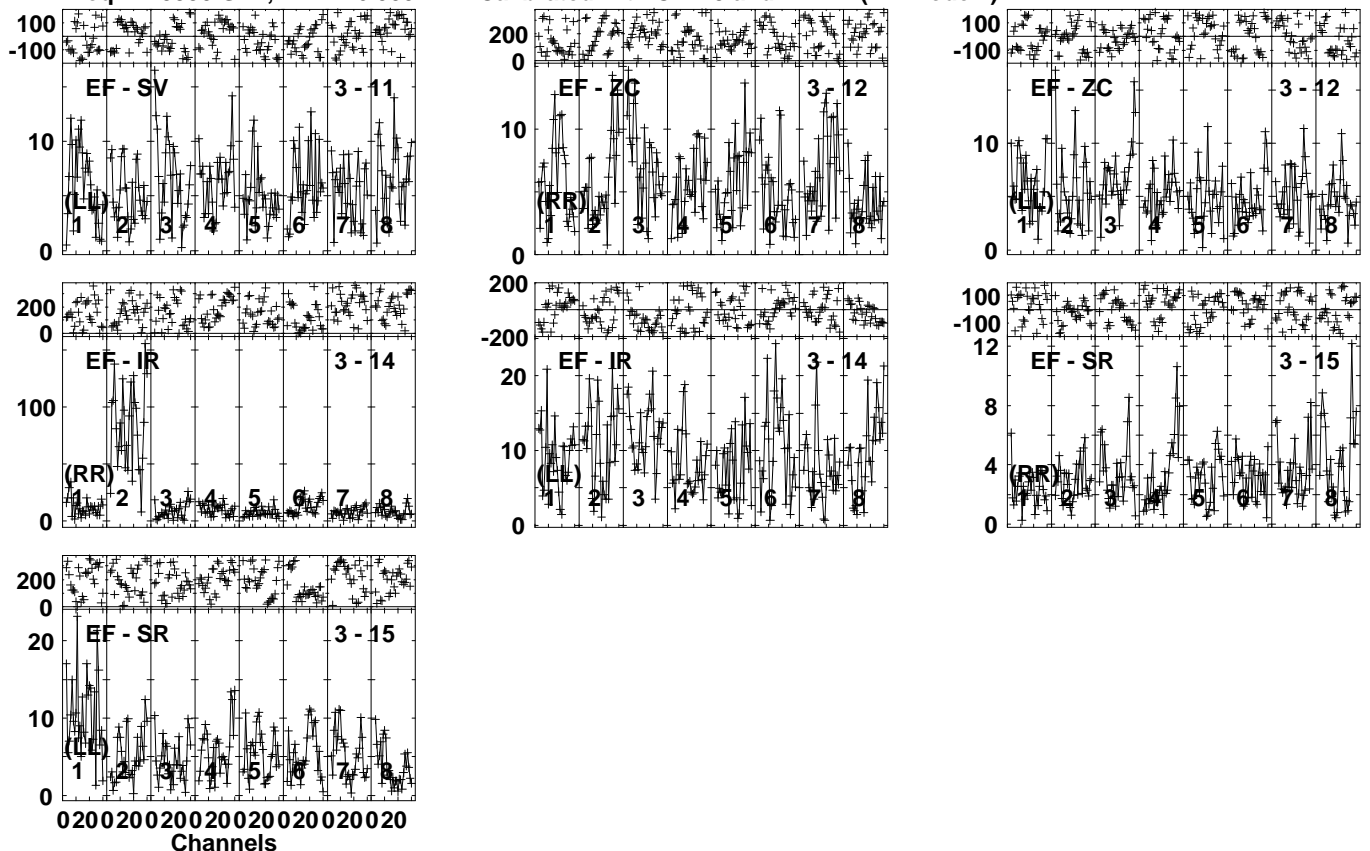 100
-100
EF - SV 3 - 11
10
(LL)
1 2 3 4 5 6 7 8
0
200
0
EF - ZC 3 - 12
10
(RR)
1 2 3 4 5 6 7 8
0
100
-100
EF - ZC 3 - 12
10
(LL)
1 2 3 4 5 6 7 8
0
200
0
EF - IR 3 - 14
100
(RR)
1 2 3 4 5 6 7 8
0
200
-200
EF - IR 3 - 14
20
10
(LL)
1 2 3 4 5 6 7 8
0
100
-100
12
EF - SR 3 - 15
8
4
(RR)
1 2 3 4 5 6 7 8
0
200
0
EF - SR 3 - 15
20
10
(LL)
1 2 3 4 5 6 7 8
0
0 20 0 20 0 20 0 20 0 20 0 20 0 20 0 20
Channels